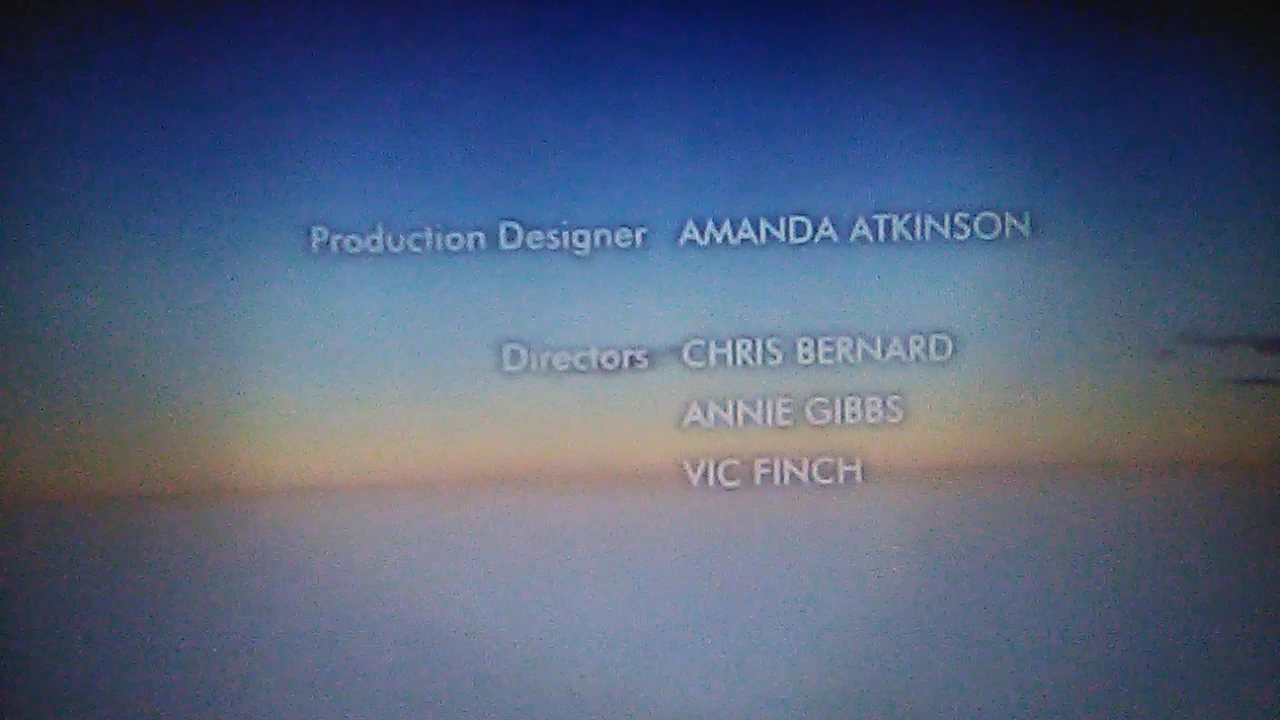 Production Designer AMANDA ATKINSON
Directors CHRIS BERNARD
ANNIE GIBBS
VIC FINCH